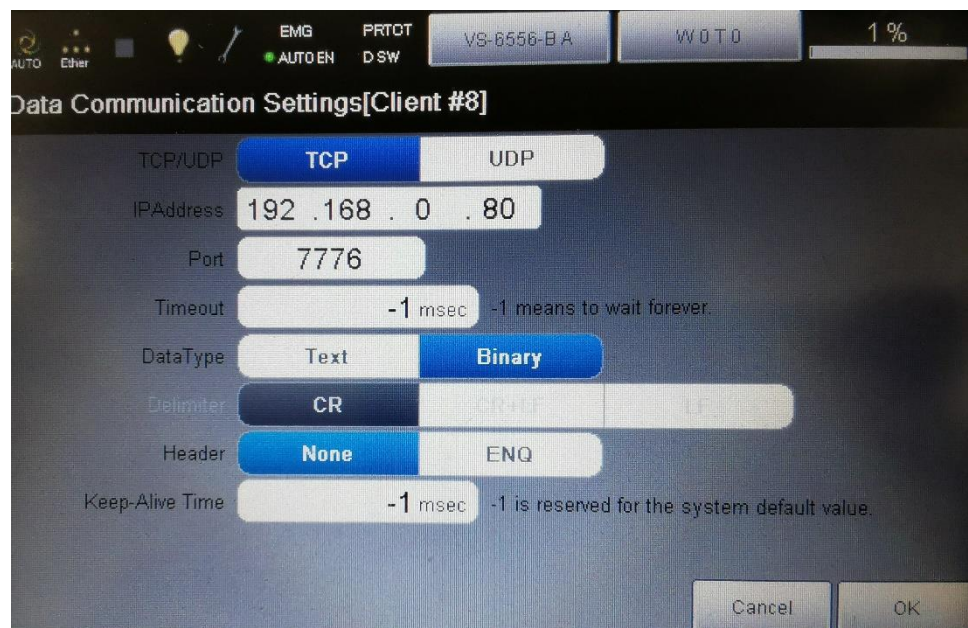 EMG PRTOT
AUTO Ether AUTO EN D SW VS-6556-B A W 0 T 0 1 %
Data Communication Settings[Client #8]
TCP/UDP TCP UDP
IPAddress 192 .168 . 0 . 80
Port 7776
Timeout -1 msec -1 means to wait forever.
DataType Text Binary
Delimiter CR CR+LF LF
Header None ENQ
Keep-Alive Time -1 msec -1 is reserved for the system default value.
Cancel OK